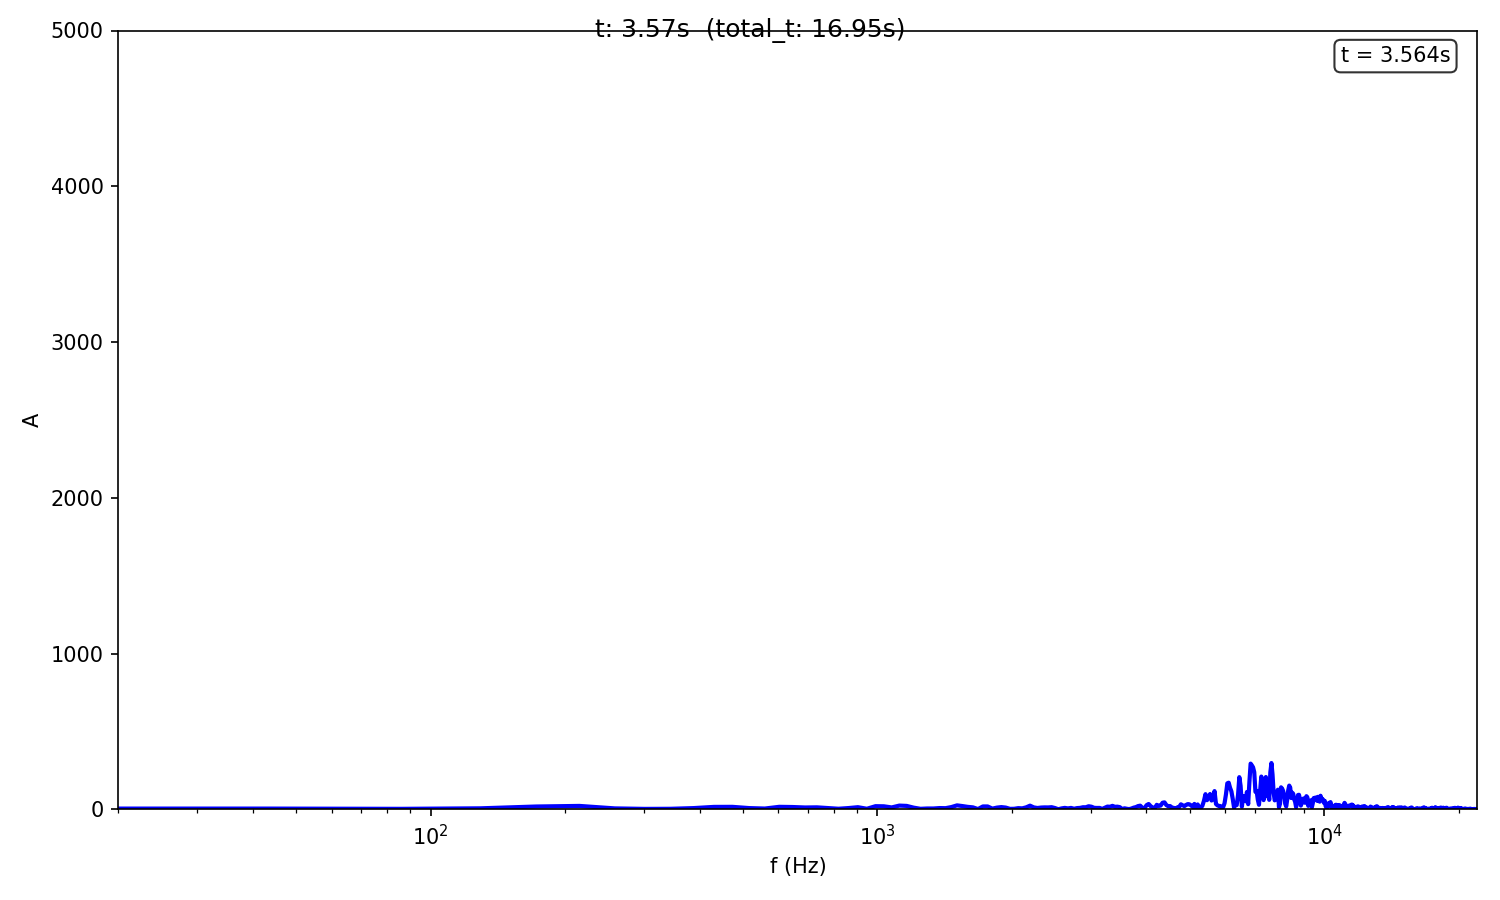 t: 3.57s (total_t: 16.95s)
t = 3.564s
5000
4000
3000
2000
1000
0
A
10²
10³
10⁴
f (Hz)